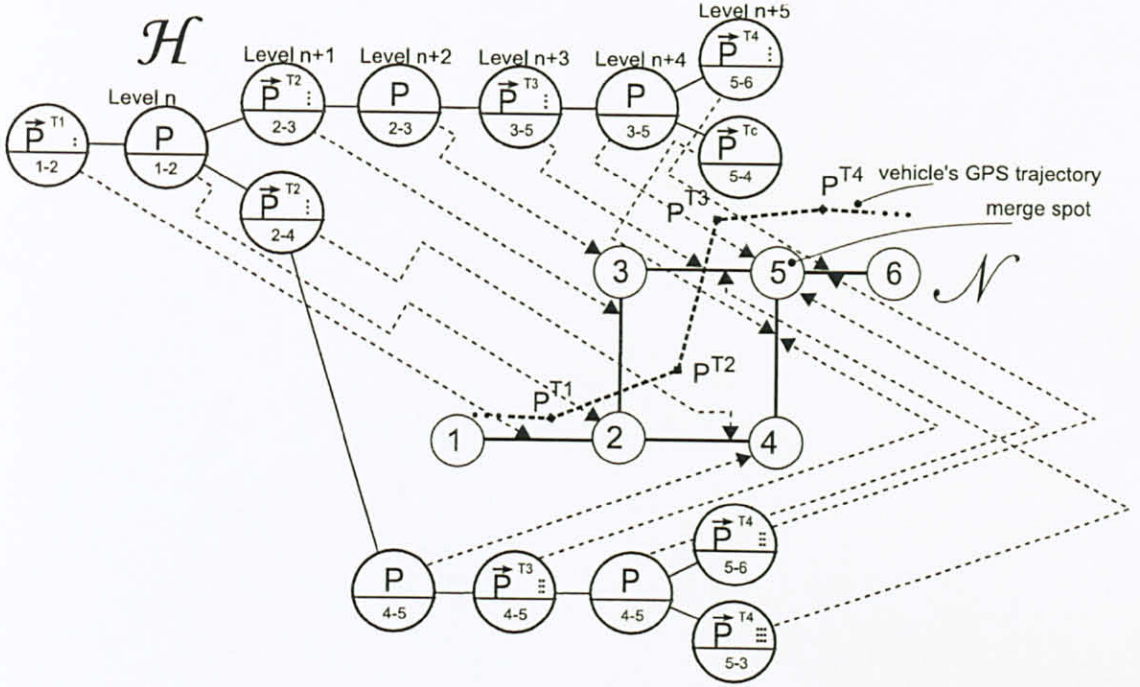 Level n+5
H
P T4
5-6
Level n+1
Level n+2
Level n+3
Level n+4
Level n
P T2
2-3
P
2-3
P T3
3-5
P
3-5
P T1
1-2
P
1-2
P Tc
5-4
P T2
2-4
P T3
P T4
vehicle's GPS trajectory
merge spot
3
5
6
N
P T2
P T1
1
2
4
P T4
5-6
P
4-5
P T3
4-5
P
4-5
P T4
5-3